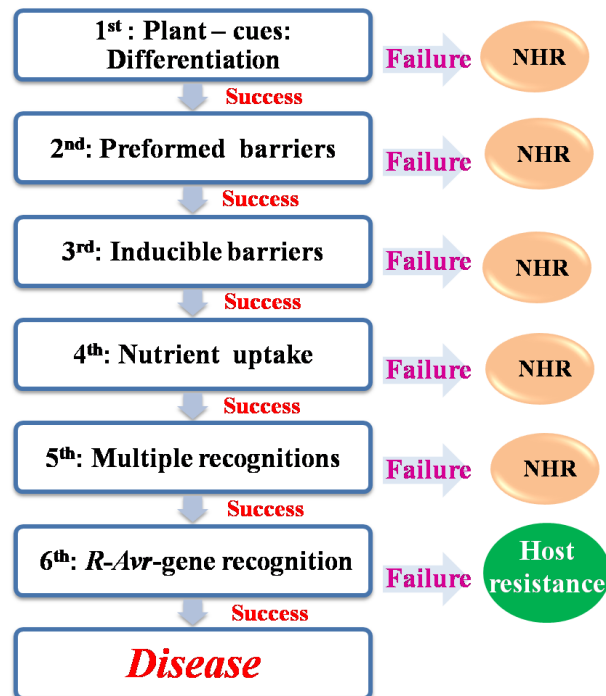 1st : Plant – cues:
Differentiation
Failure
NHR
Success
2nd: Preformed barriers
Failure
NHR
Success
3rd: Inducible barriers
Failure
NHR
Success
4th: Nutrient uptake
Failure
NHR
Success
5th: Multiple recognitions
Failure
NHR
Success
6th: R-Avr-gene recognition
Failure
Host
resistance
Success
Disease